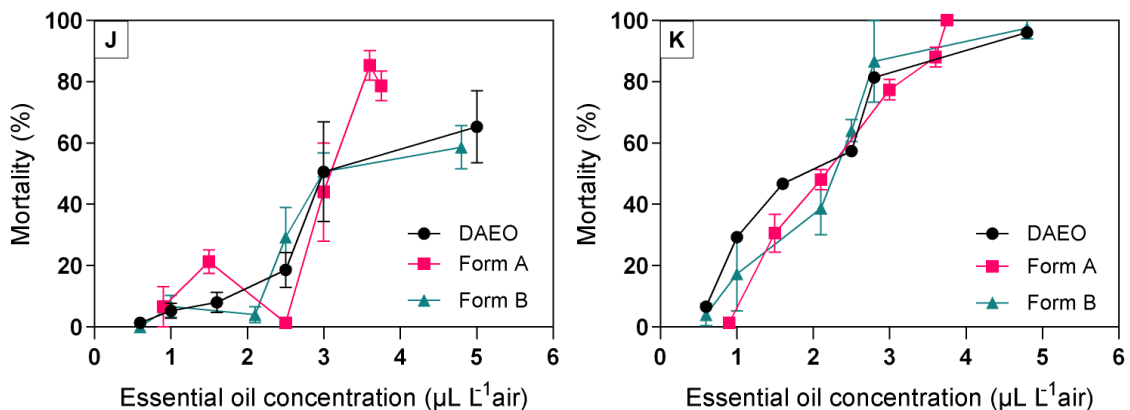 J
Mortality (%)
100
80
60
40
20
0
DAEO
Form A
Form B
0 1 2 3 4 5 6
Essential oil concentration (µL L⁻¹air)
K
Mortality (%)
100
80
60
40
20
0
DAEO
Form A
Form B
0 1 2 3 4 5 6
Essential oil concentration (µL L⁻¹air)